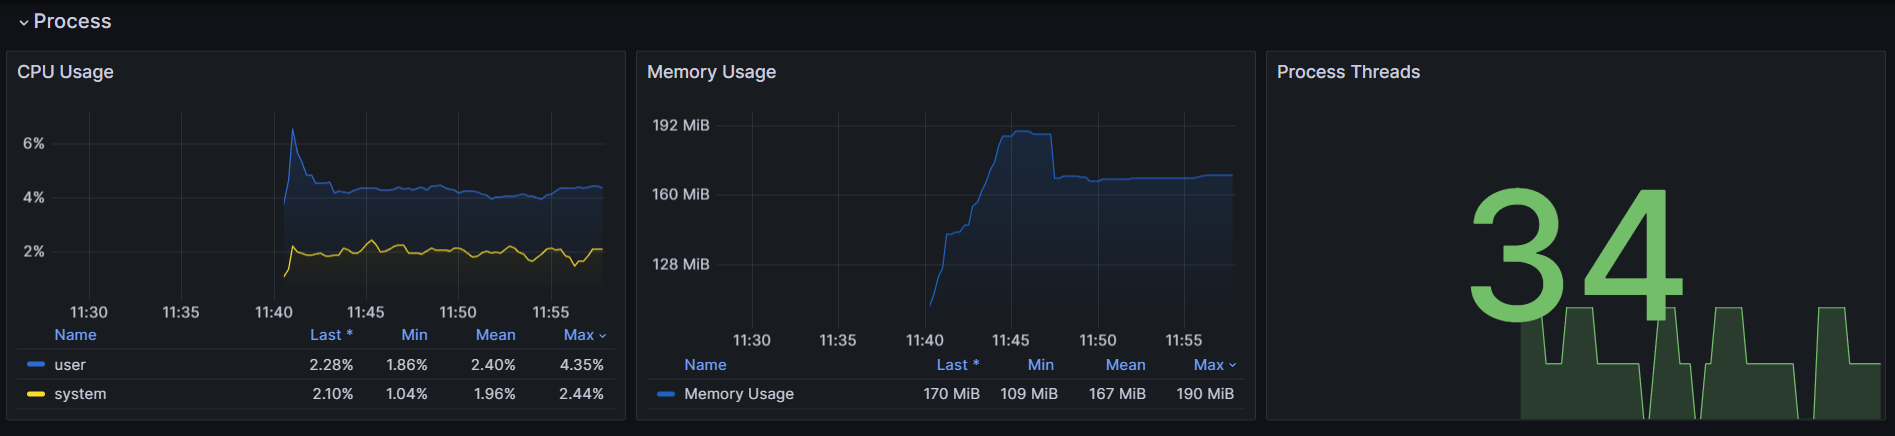 Process
CPU Usage
6%
4%
2%
11:30 11:35 11:40 11:45 11:50 11:55
Name Last * Min Mean Max
user 2.28% 1.86% 2.40% 4.35%
system 2.10% 1.04% 1.96% 2.44%
Memory Usage
192 MiB
160 MiB
128 MiB
11:30 11:35 11:40 11:45 11:50 11:55
Name Last * Min Mean Max
Memory Usage 170 MiB 109 MiB 167 MiB 190 MiB
Process Threads
34